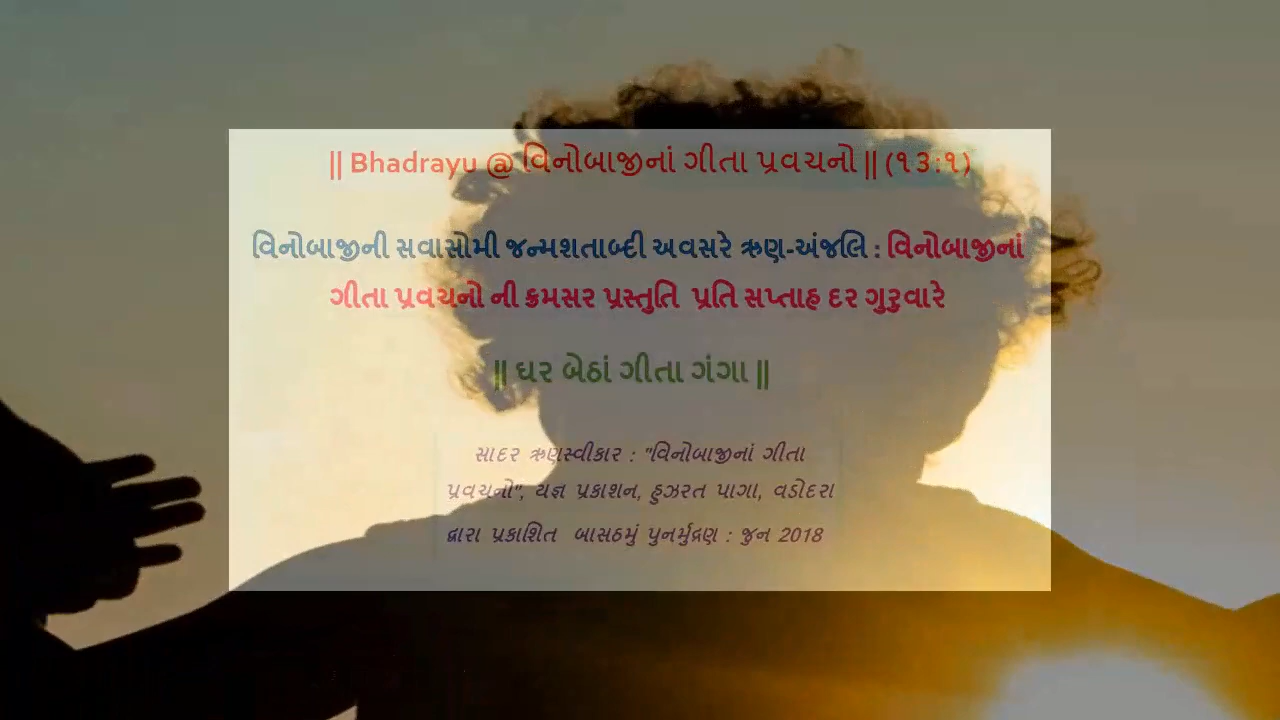 || Bhadrayu @ વિનોબાજીનાં ગીતા પ્રવચનો || (૧૩:૧)
વિનોબાજીની સવાસોમી જન્મશતાબ્દી અવસરે ઋણ-અંજલિ : વિનોબાજીનાં
ગીતા પ્રવચનો ની ક્રમસર પ્રસ્તુતિ પ્રતિ સપ્તાહ દર ગુરુવારે
|| ઘર બેઠાં ગીતા ગંગા ||
સાદર ઋણસ્વીકાર : "વિનોબાજીનાં ગીતા
પ્રવચનો", યજ્ઞ પ્રકાશન, હુઝરત પાગા, વડોદરા
દ્વારા પ્રકાશિત બાસઠમું પુનર્મુદ્રણ : જુન 2018